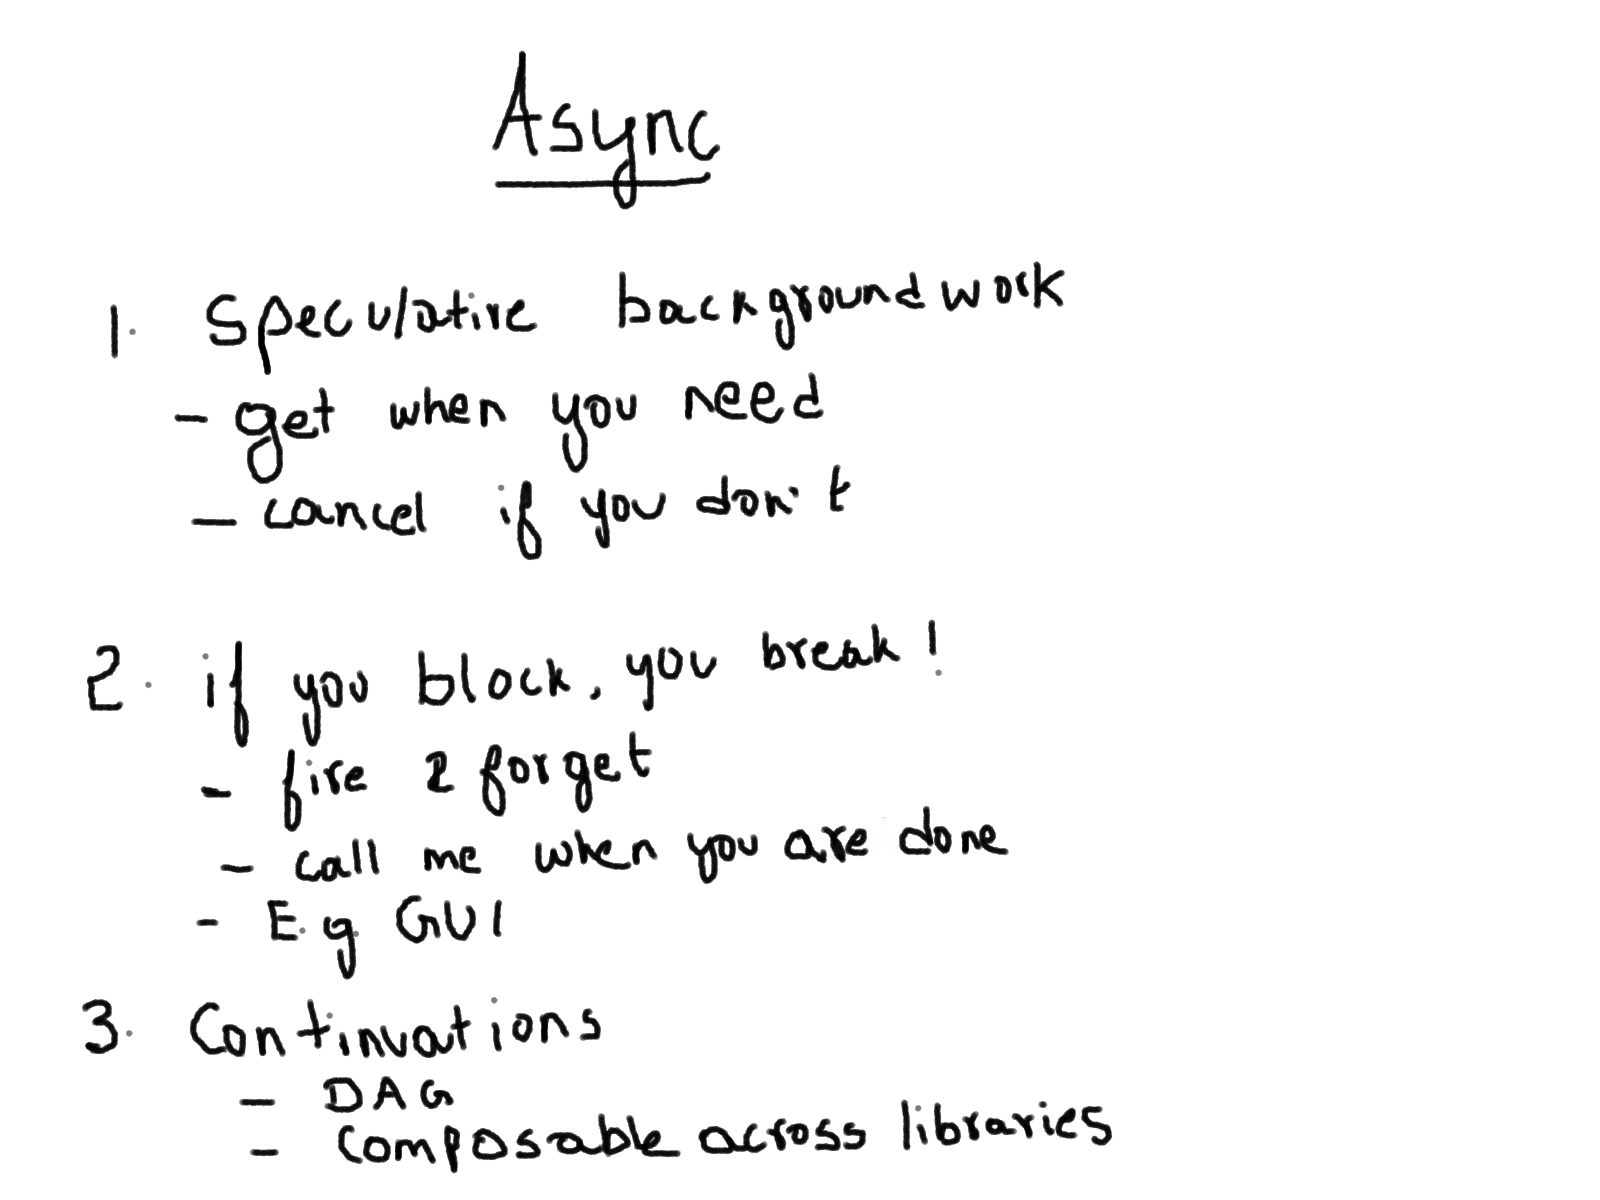 Async
1. Speculative background work
- get when you need
- cancel if you don't
2. if you block, you break!
- fire & forget
- call me when you are done
- E.g. GUI
3. Continuations
- DAG
- Composable across libraries